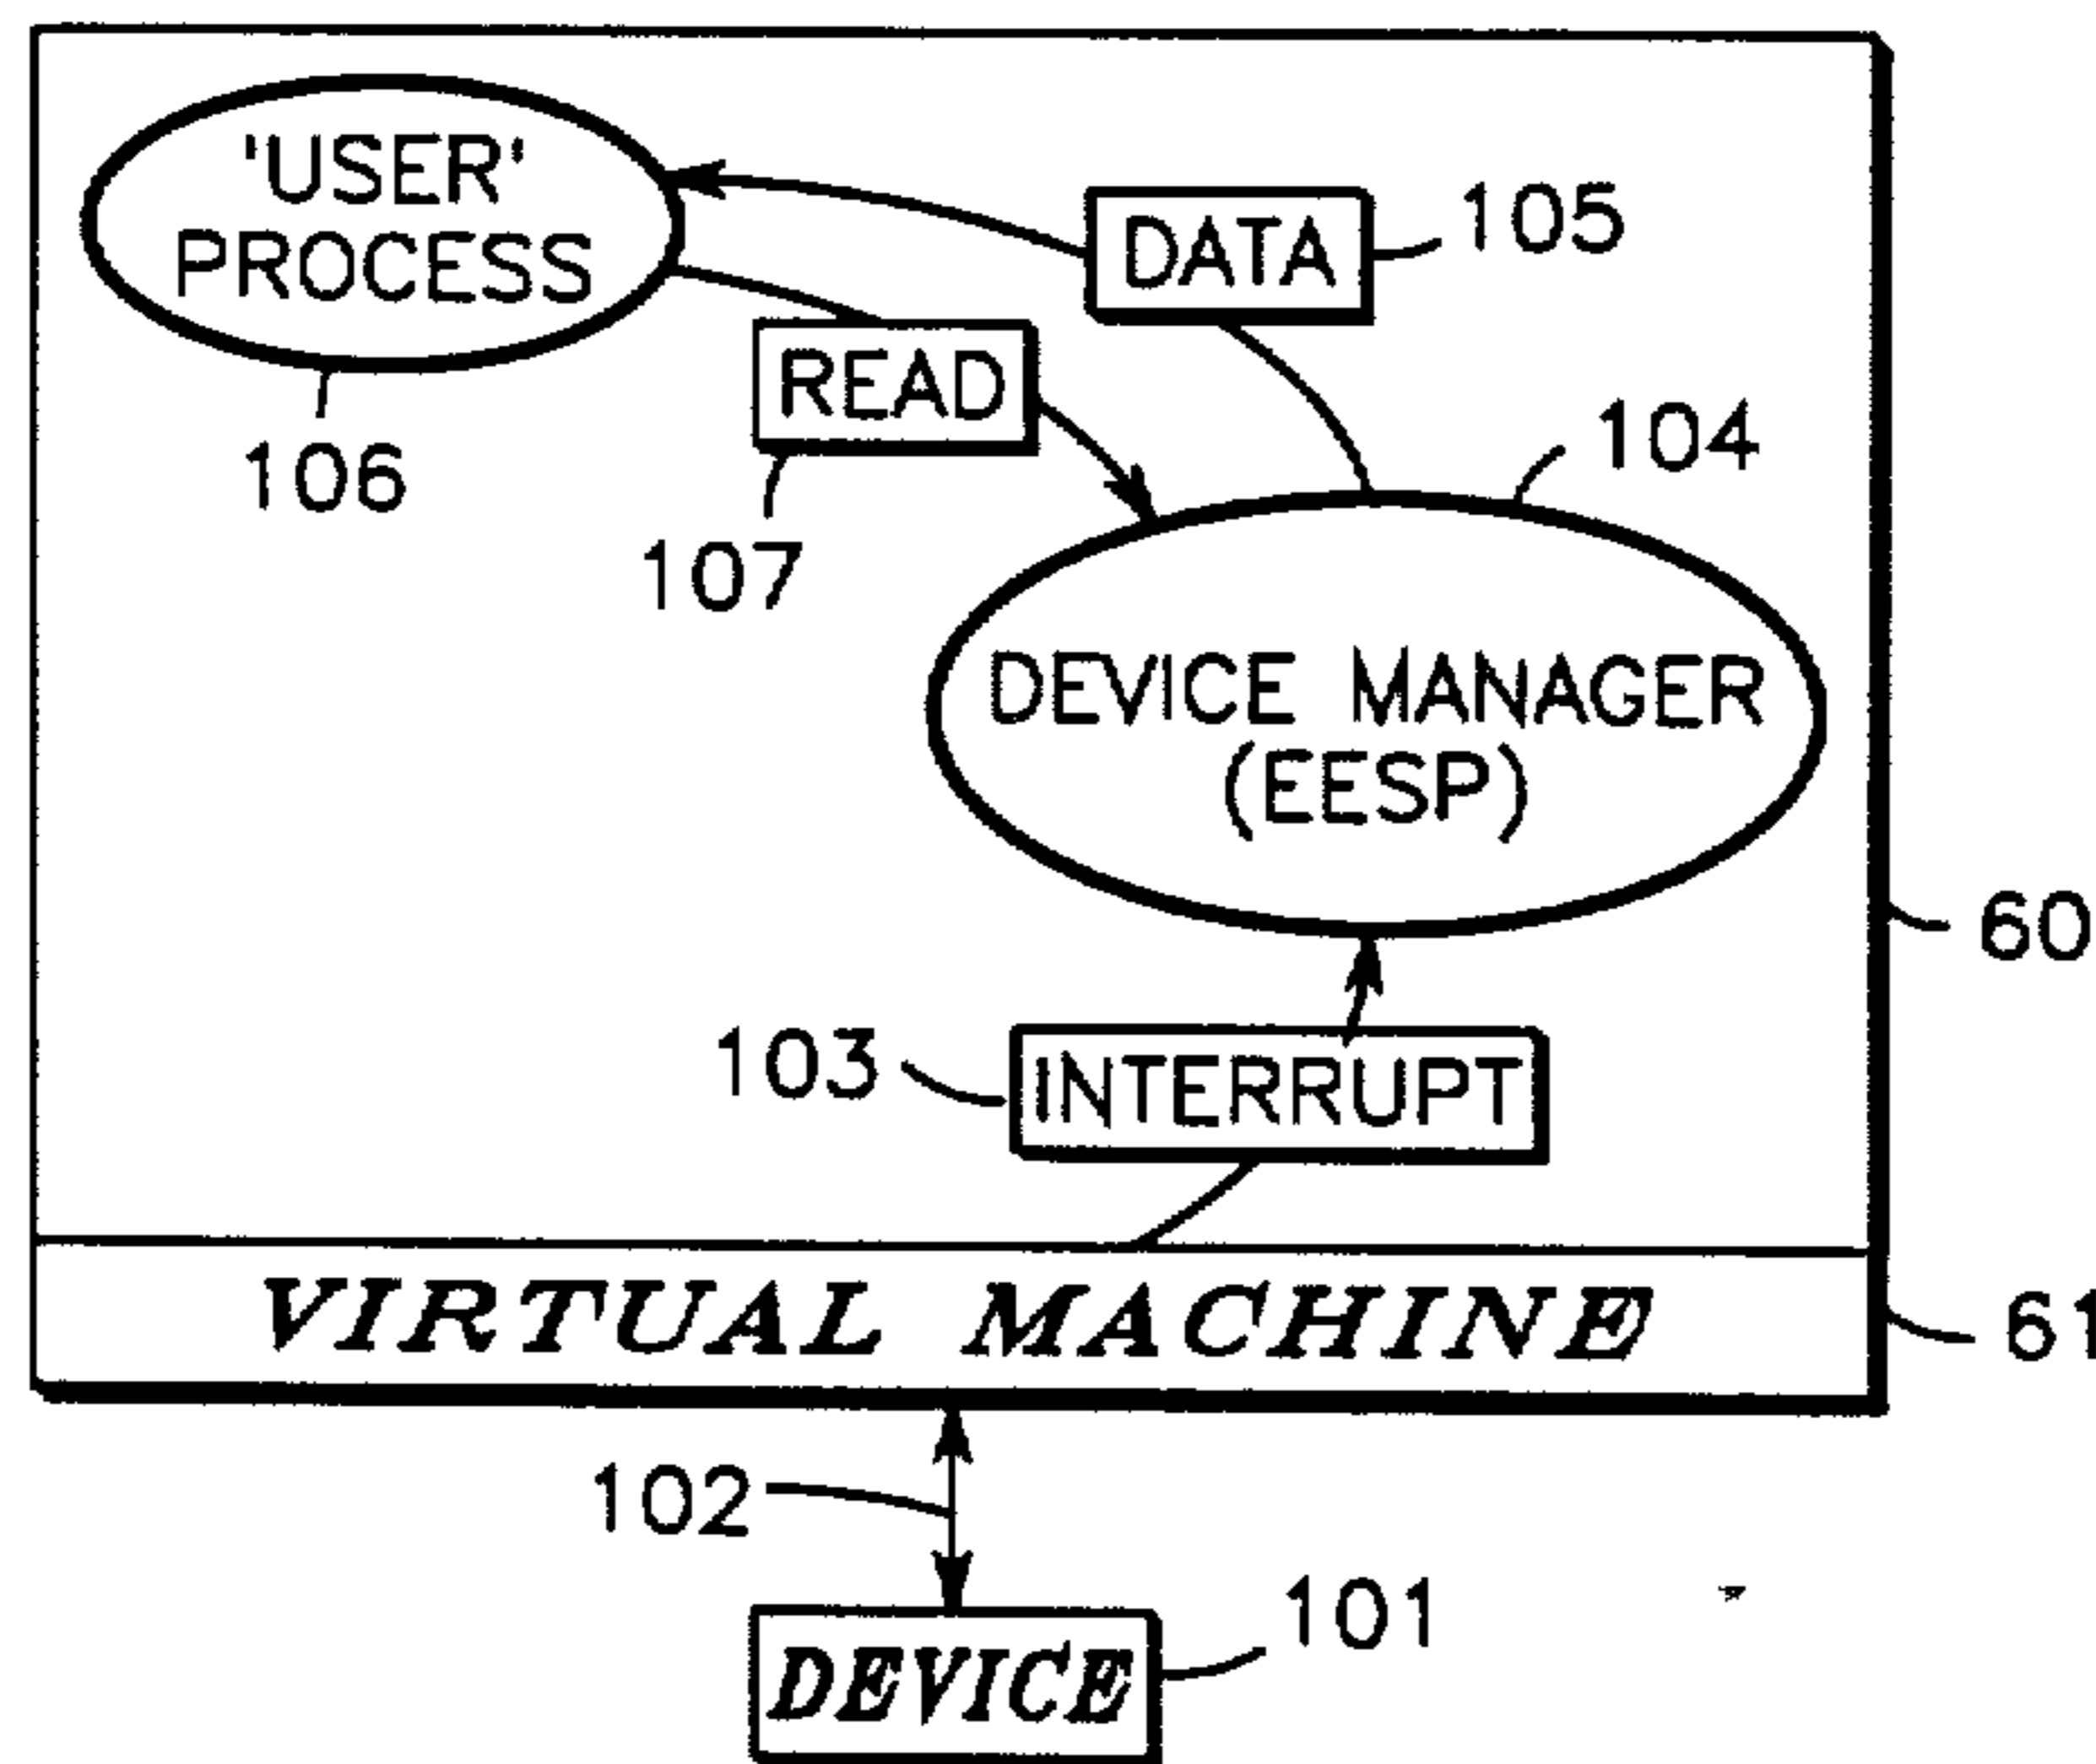 'USER'
PROCESS
DATA
105
READ
104
106
107
DEVICE MANAGER
(EESP)
60
103
INTERRUPT
VIRTUAL MACHINE
61
102
101
DEVICE